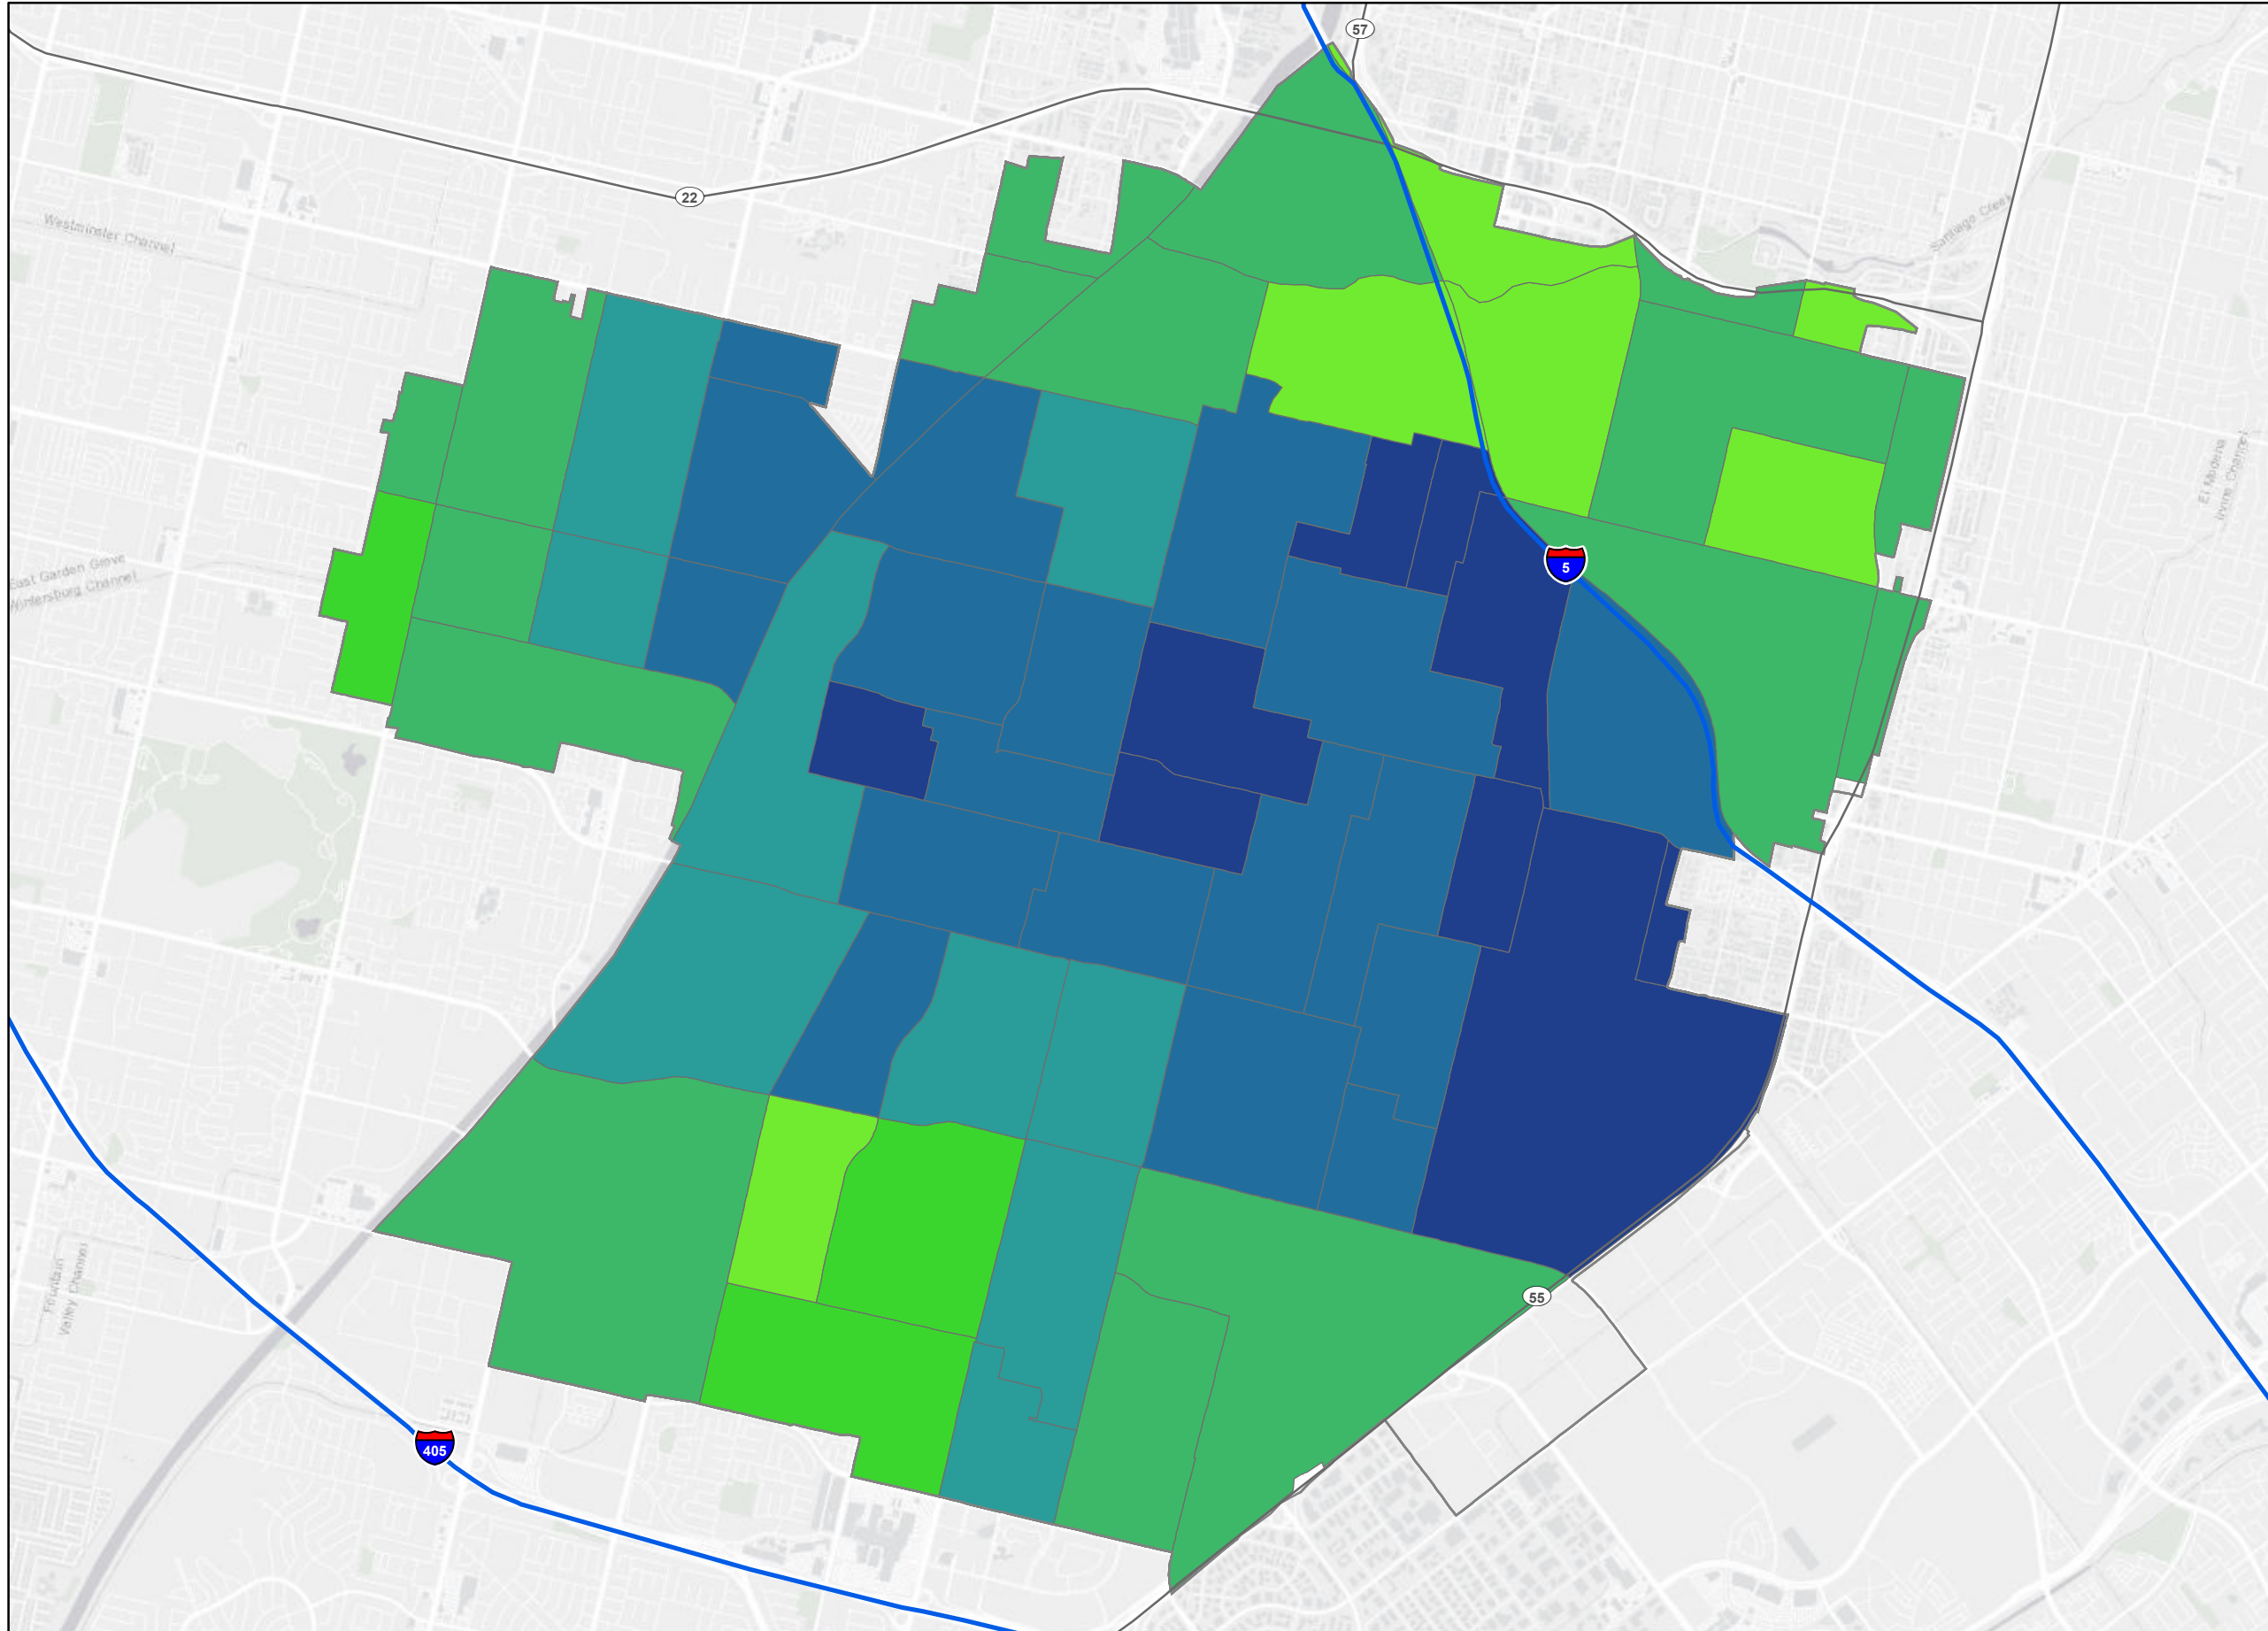 57
22
Westminster Channel
Santiago Creek
El Modena
Irvine Channel
5
East Garden Grove
Wintersburg Channel
Fountain
Valley Channel
55
405